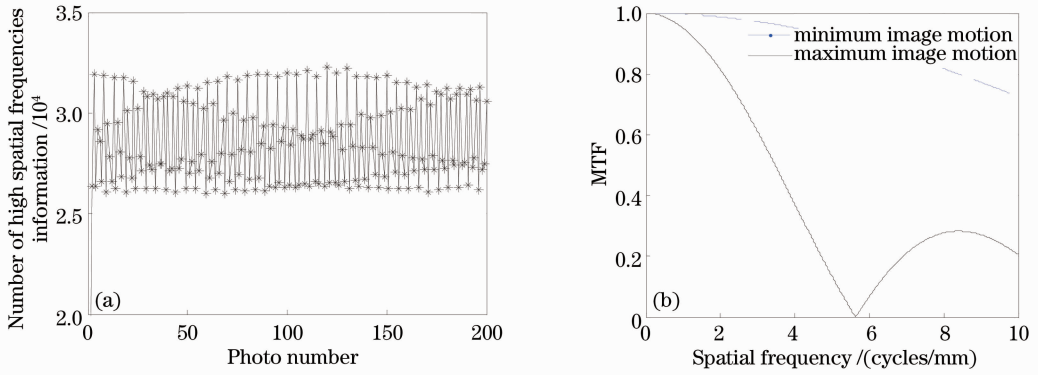 Number of high spatial frequencies
information /10⁴
3.5
3.0
2.5
2.0
(a)
0
50
100
150
200
Photo number
MTF
1.0
0.8
0.6
0.4
0.2
0
minimum image motion
maximum image motion
(b)
0
2
4
6
8
10
Spatial frequency /(cycles/mm)